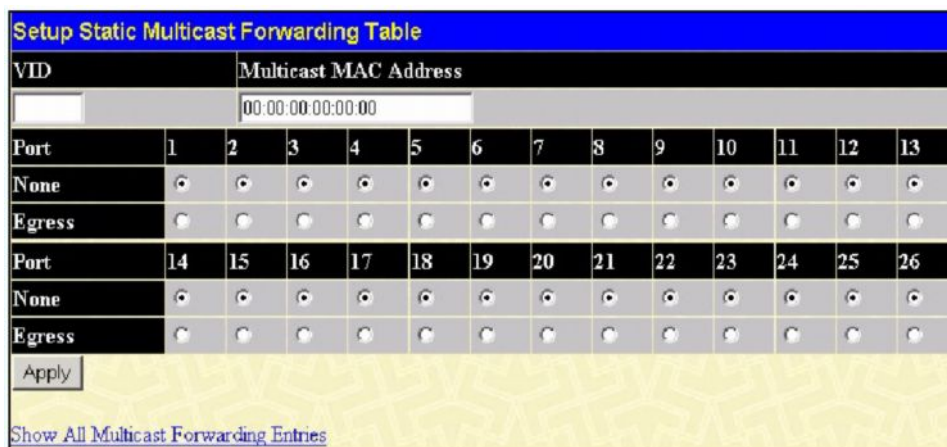 Setup Static Multicast Forwarding Table
VID Multicast MAC Address
00:00:00:00:00:00
Port 1 2 3 4 5 6 7 8 9 10 11 12 13
None
Egress
Port 14 15 16 17 18 19 20 21 22 23 24 25 26
None
Egress
Apply
Show All Multicast Forwarding Entries